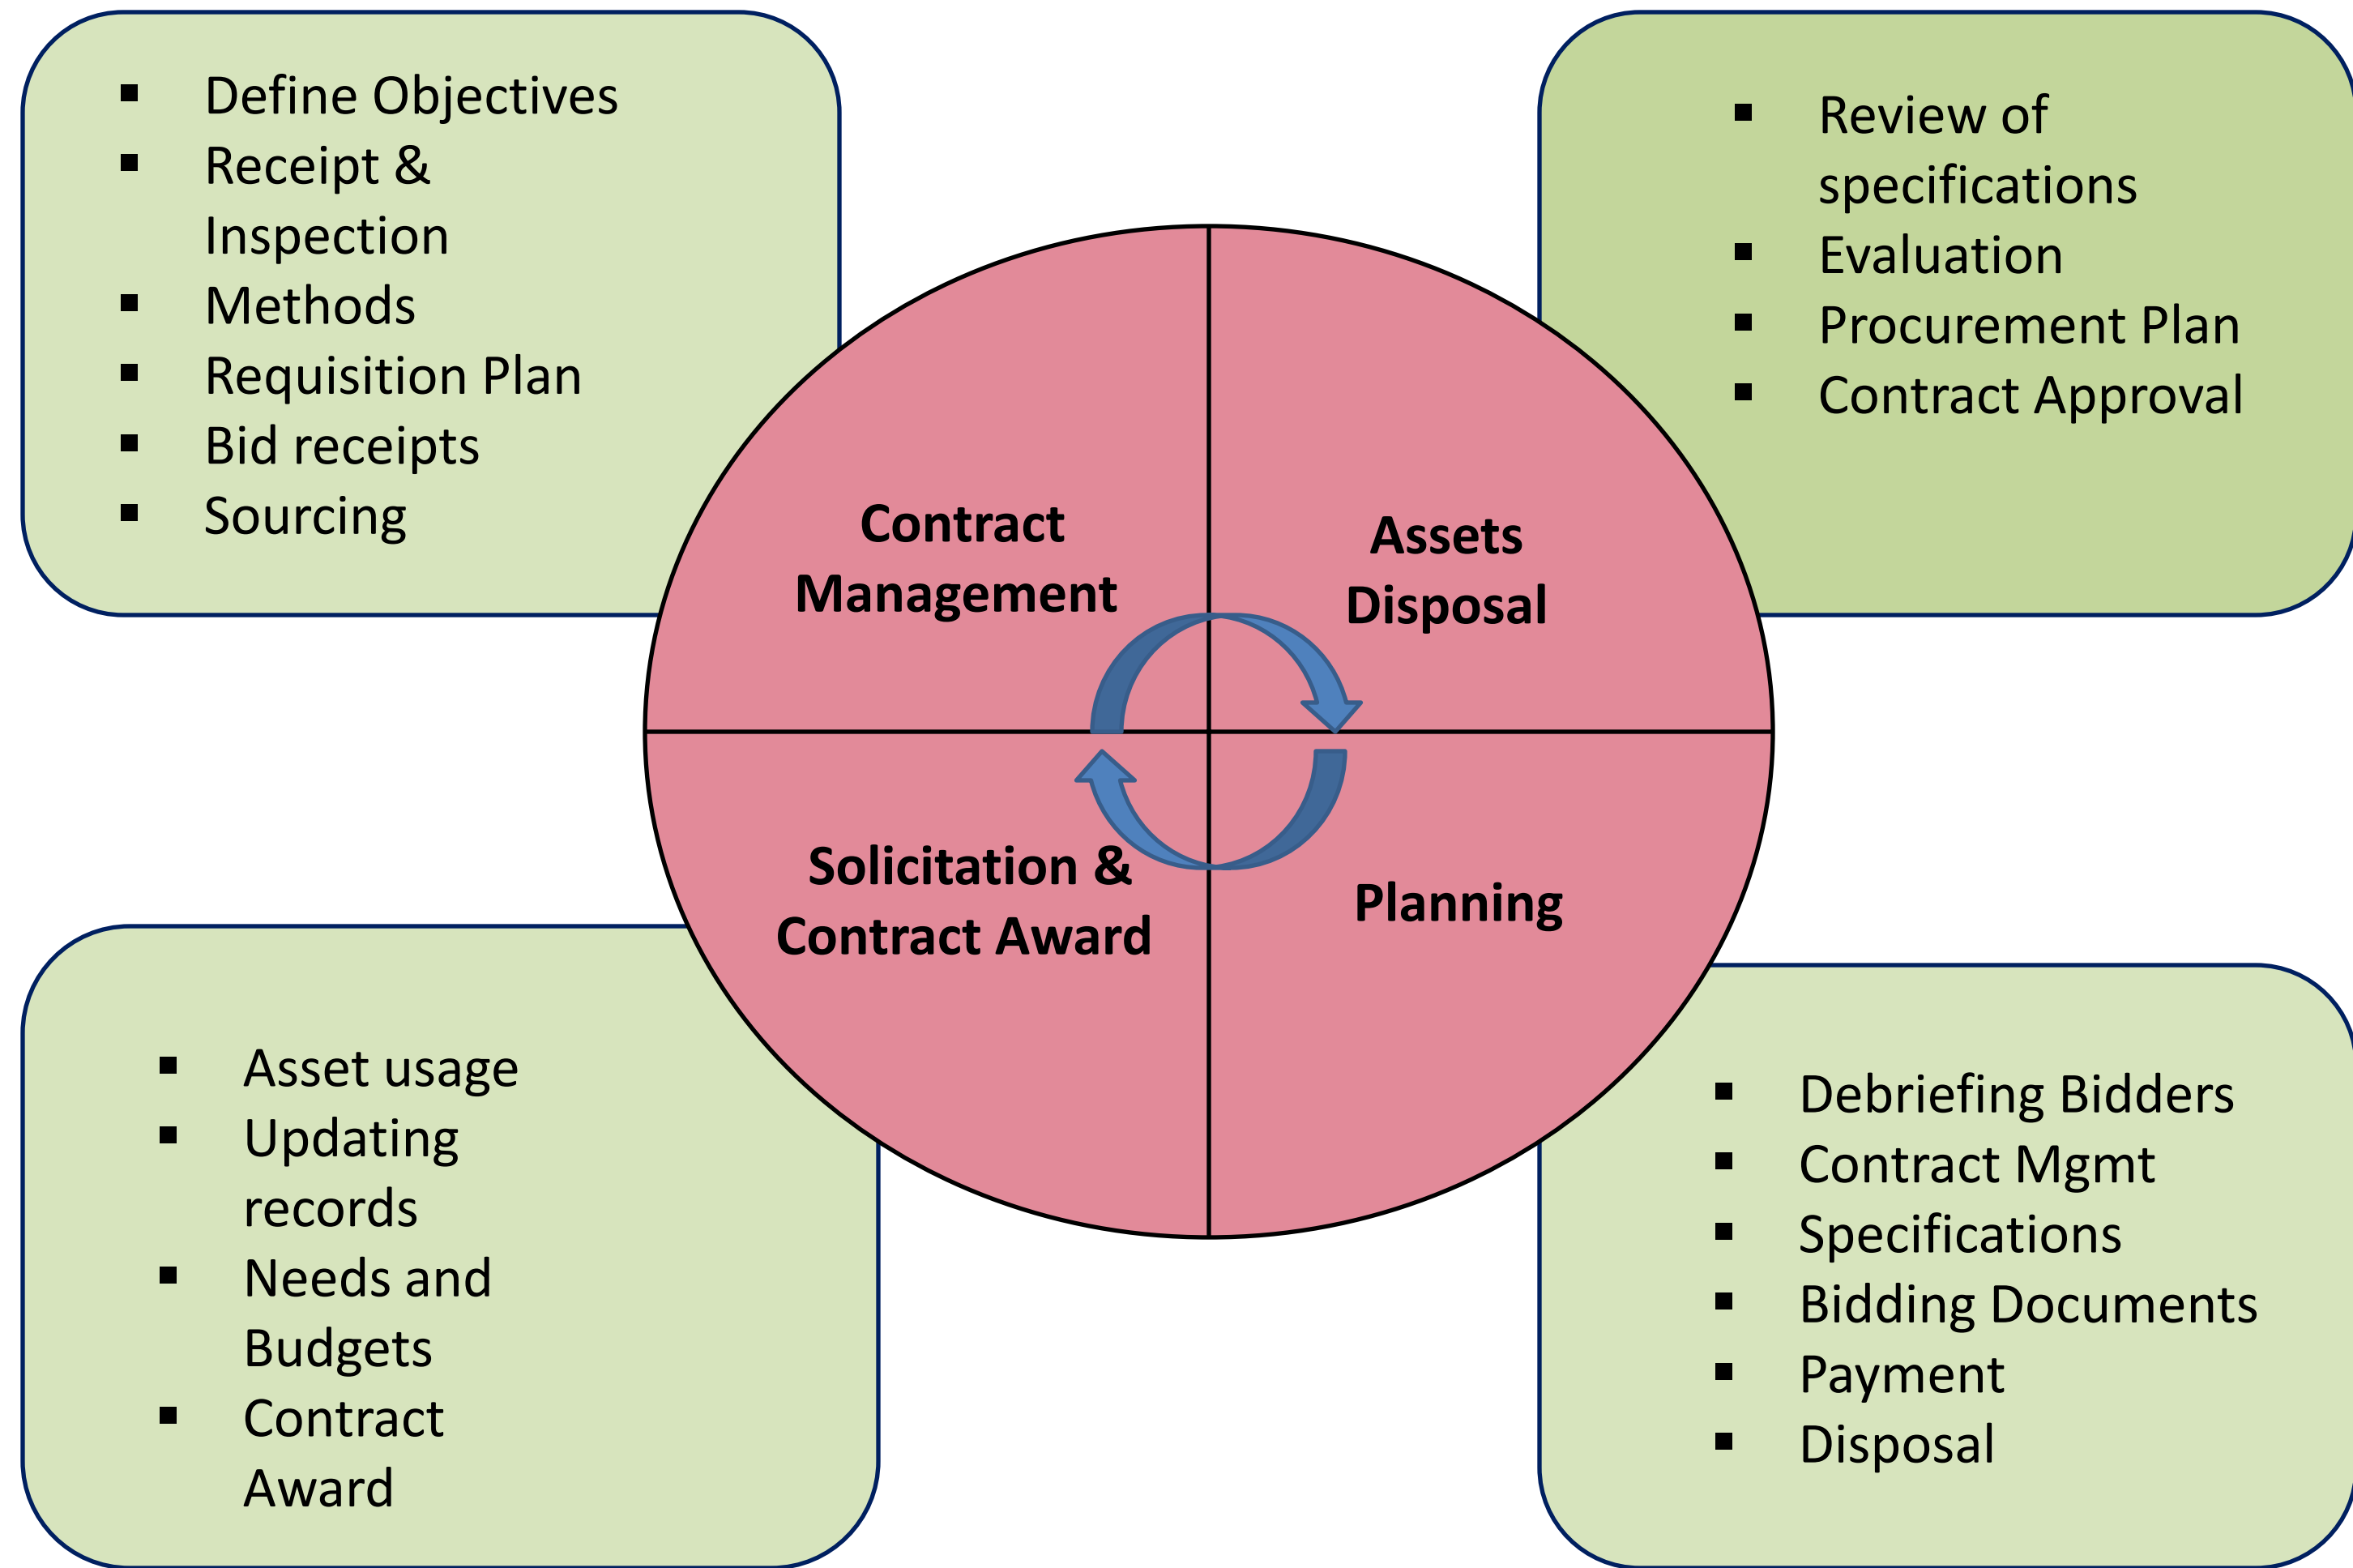 ▪ Define Objectives
▪ Receipt &
Inspection
▪ Methods
▪ Requisition Plan
▪ Bid receipts
▪ Sourcing
▪ Review of
specifications
▪ Evaluation
▪ Procurement Plan
▪ Contract Approval
Contract
Management
Assets
Disposal
Solicitation &
Contract Award
Planning
▪ Asset usage
▪ Updating
records
▪ Needs and
Budgets
▪ Contract
Award
▪ Debriefing Bidders
▪ Contract Mgmt
▪ Specifications
▪ Bidding Documents
▪ Payment
▪ Disposal